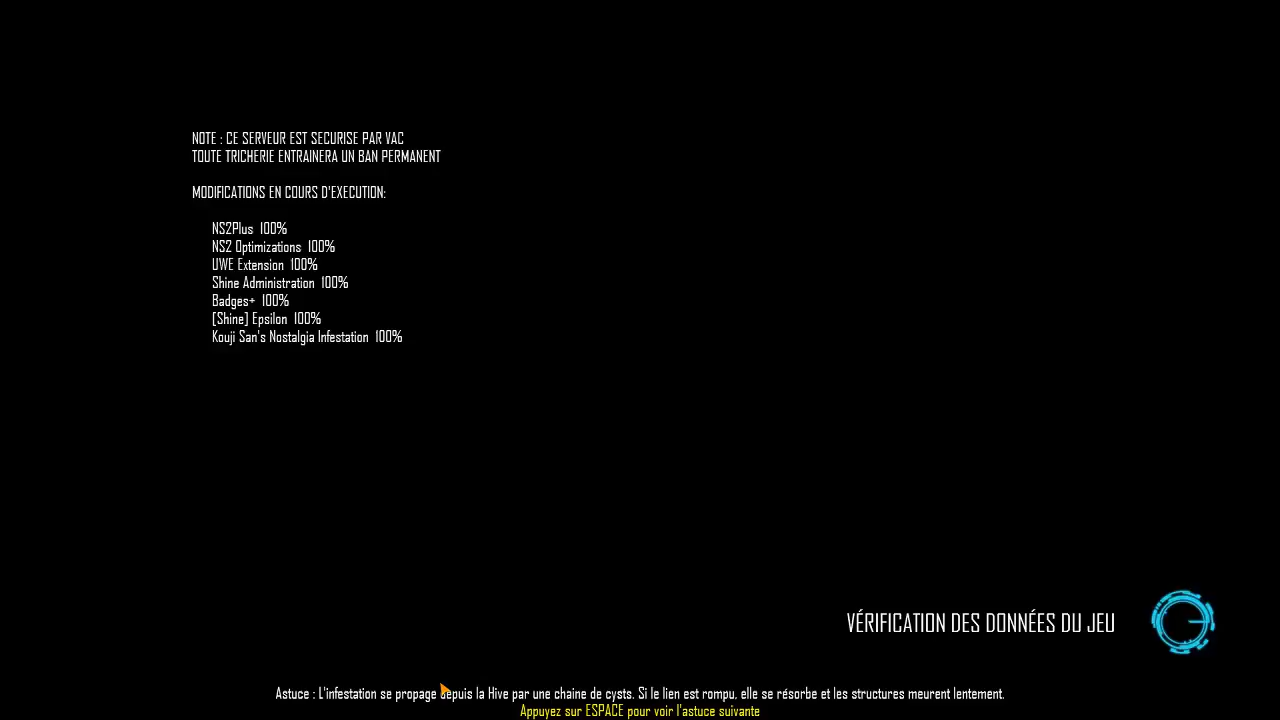 NOTE : CE SERVEUR EST SECURISE PAR VAC
TOUTE TRICHERIE ENTRAINERA UN BAN PERMANENT
MODIFICATIONS EN COURS D'EXECUTION:
NS2Plus 100%
NS2 Optimizations 100%
UWE Extension 100%
Shine Administration 100%
Badges+ 100%
[Shine] Epsilon 100%
Kouji San's Nostalgia Infestation 100%
VÉRIFICATION DES DONNÉES DU JEU
Astuce : L'infestation se propage depuis la Hive par une chaine de cysts. Si le lien est rompu, elle se résorbe et les structures meurent lentement.
Appuyez sur ESPACE pour voir l'astuce suivante